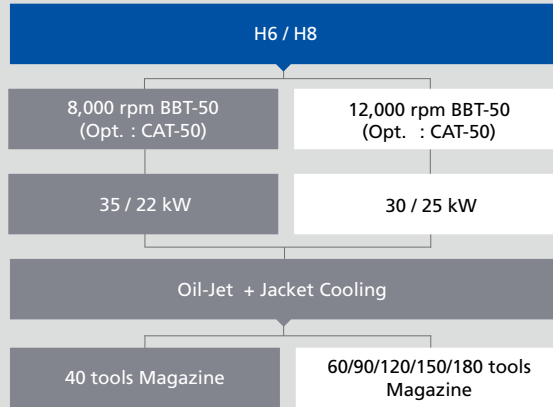 H6 / H8
8,000 rpm BBT-50
(Opt. : CAT-50)
12,000 rpm BBT-50
(Opt. : CAT-50)
35 / 22 kW
30 / 25 kW
Oil-Jet + Jacket Cooling
40 tools Magazine
60/90/120/150/180 tools
Magazine